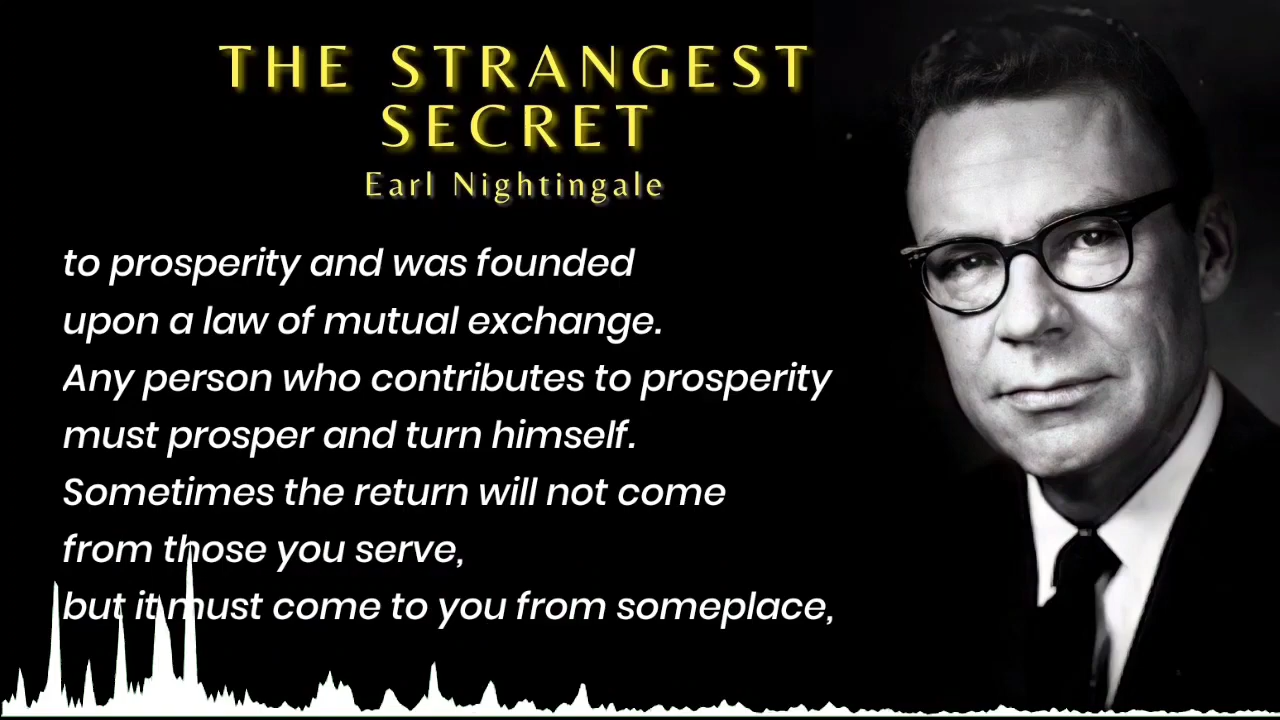 THE STRANGEST
SECRET
Earl Nightingale
to prosperity and was founded
upon a law of mutual exchange.
Any person who contributes to prosperity
must prosper and turn himself.
Sometimes the return will not come
from those you serve,
but it must come to you from someplace,